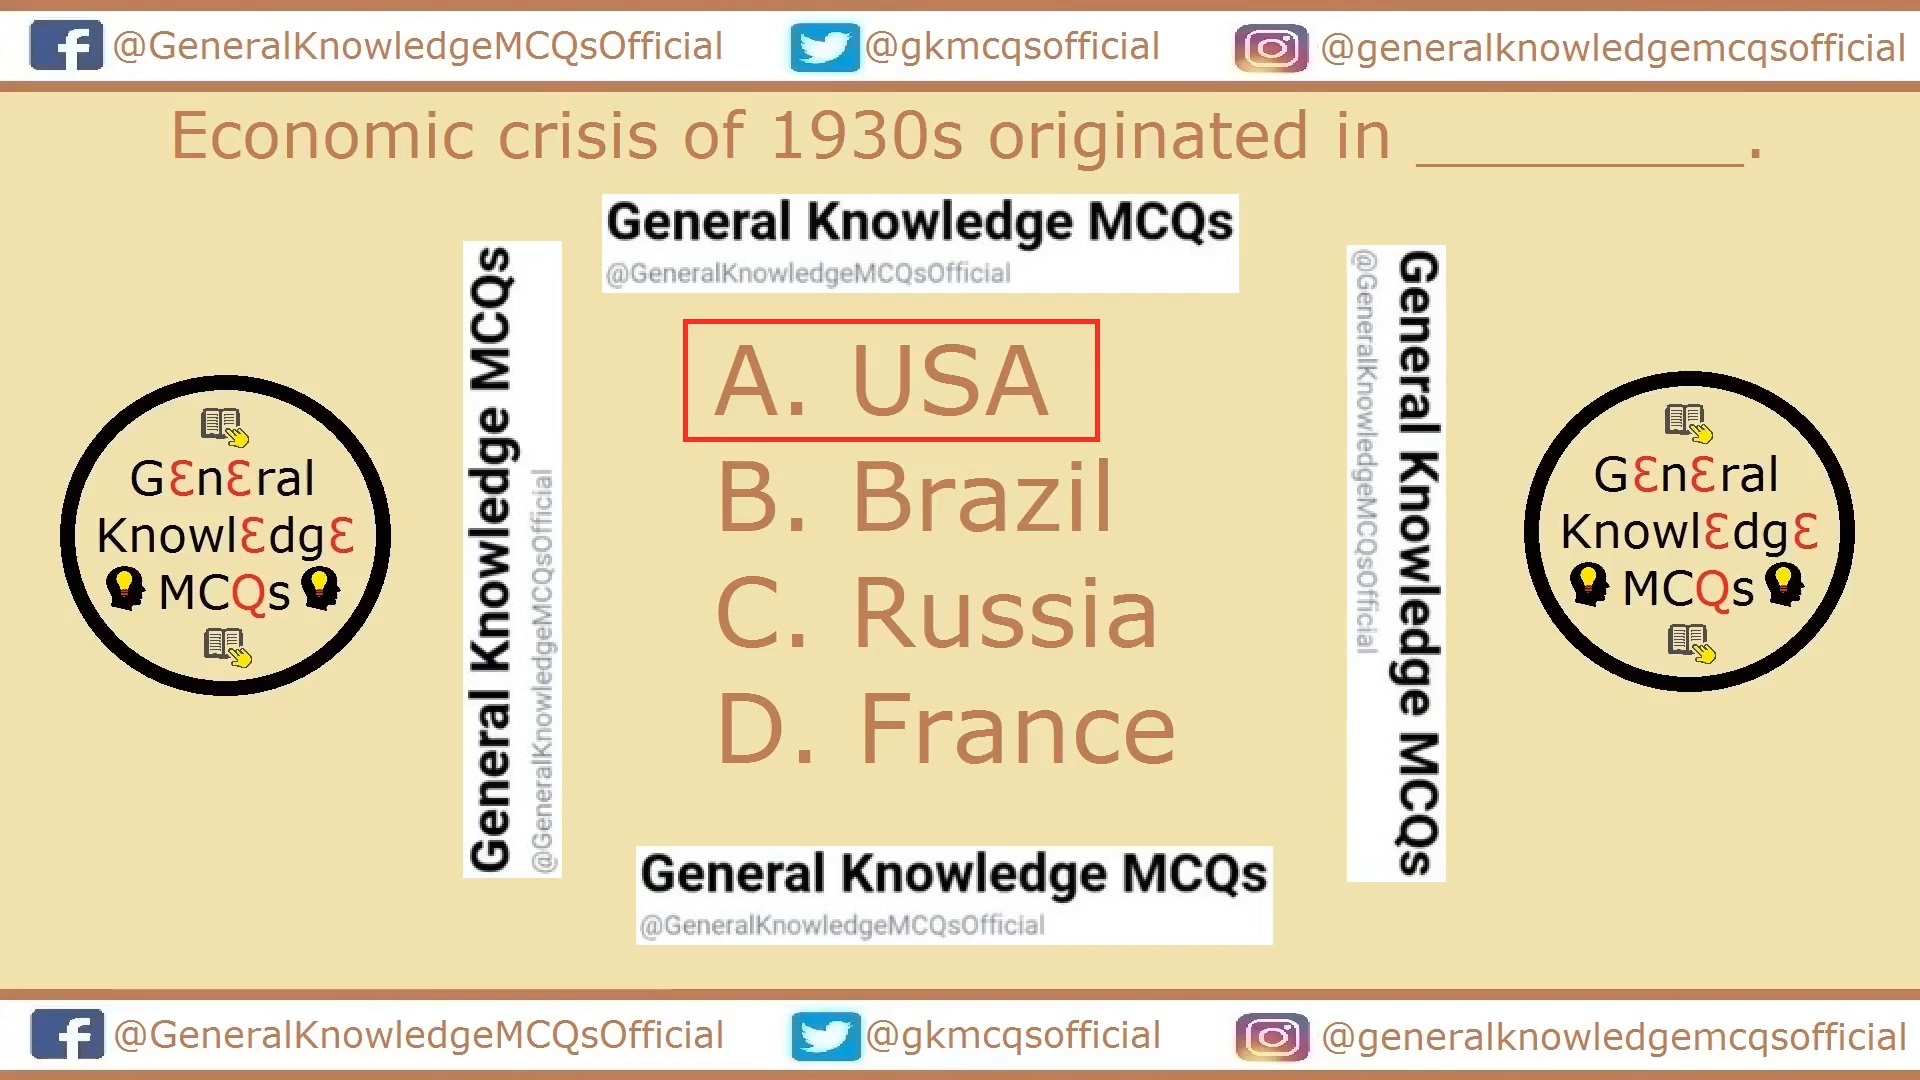 @GeneralKnowledgeMCQsOfficial @gkmcqsofficial @generalknowledgemcqsofficial
Economic crisis of 1930s originated in _________.
General Knowledge MCQs
@GeneralKnowledgeMCQsOfficial
General Knowledge MCQs
@GeneralKnowledgeMCQsOfficial
General Knowledge MCQs
@GeneralKnowledgeMCQsOfficial
GƐnƐral
KnowlƐdgƐ
MCQs
A. USA
B. Brazil
C. Russia
D. France
GƐnƐral
KnowlƐdgƐ
MCQs
General Knowledge MCQs
@GeneralKnowledgeMCQsOfficial
@GeneralKnowledgeMCQsOfficial @gkmcqsofficial @generalknowledgemcqsofficial